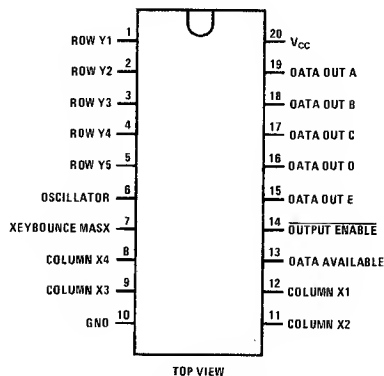 ROW Y1 1
ROW Y2 2
ROW Y3 3
ROW Y4 4
ROW Y5 5
OSCILLATOR 6
XEYBOUNCE MASX 7
COLUMN X4 8
COLUMN X3 9
GNO 10
20 VCC
19 OATA OUT A
18 OATA OUT B
17 OATA OUT C
16 OATA OUT O
15 OATA OUT E
14 OUTPUT ENABLE
13 OATA AVAILABLE
12 COLUMN X1
11 COLUMN X2
TOP VIEW